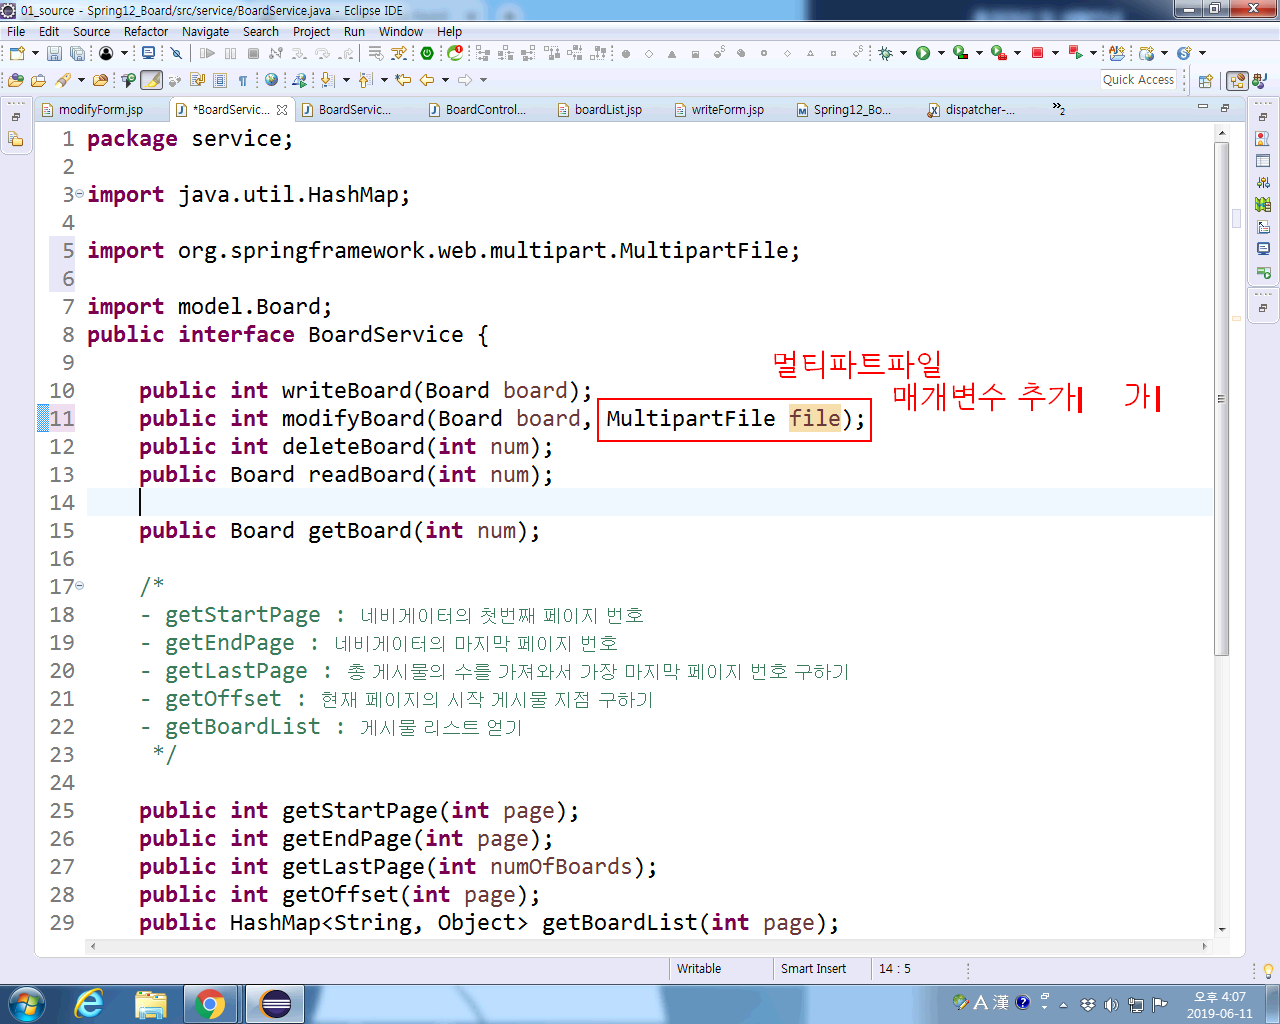 01_source - Spring12_Board/src/service/BoardService.java - Eclipse IDE
File Edit Source Refactor Navigate Search Project Run Window Help
Quick Access
modifyForm.jsp *BoardServic... BoardServic... BoardControl... boardList.jsp writeForm.jsp Spring12_Bo... dispatcher-... »2
1 package service;
2
3 import java.util.HashMap;
4
5 import org.springframework.web.multipart.MultipartFile;
6
7 import model.Board;
8 public interface BoardService {
9
멀티파트파일
매개변수 추가 가
10 public int writeBoard(Board board);
11 public int modifyBoard(Board board, MultipartFile file);
12 public int deleteBoard(int num);
13 public Board readBoard(int num);
14
15 public Board getBoard(int num);
16
17 /*
18 - getStartPage : 네비게이터의 첫번째 페이지 번호
19 - getEndPage : 네비게이터의 마지막 페이지 번호
20 - getLastPage : 총 게시물의 수를 가져와서 가장 마지막 페이지 번호 구하기
21 - getOffset : 현재 페이지의 시작 게시물 지점 구하기
22 - getBoardList : 게시물 리스트 얻기
23 */
24
25 public int getStartPage(int page);
26 public int getEndPage(int page);
27 public int getLastPage(int numOfBoards);
28 public int getOffset(int page);
29 public HashMap<String, Object> getBoardList(int page);
Writable Smart Insert 14 : 5
A 漢 오후 4:07
2019-06-11